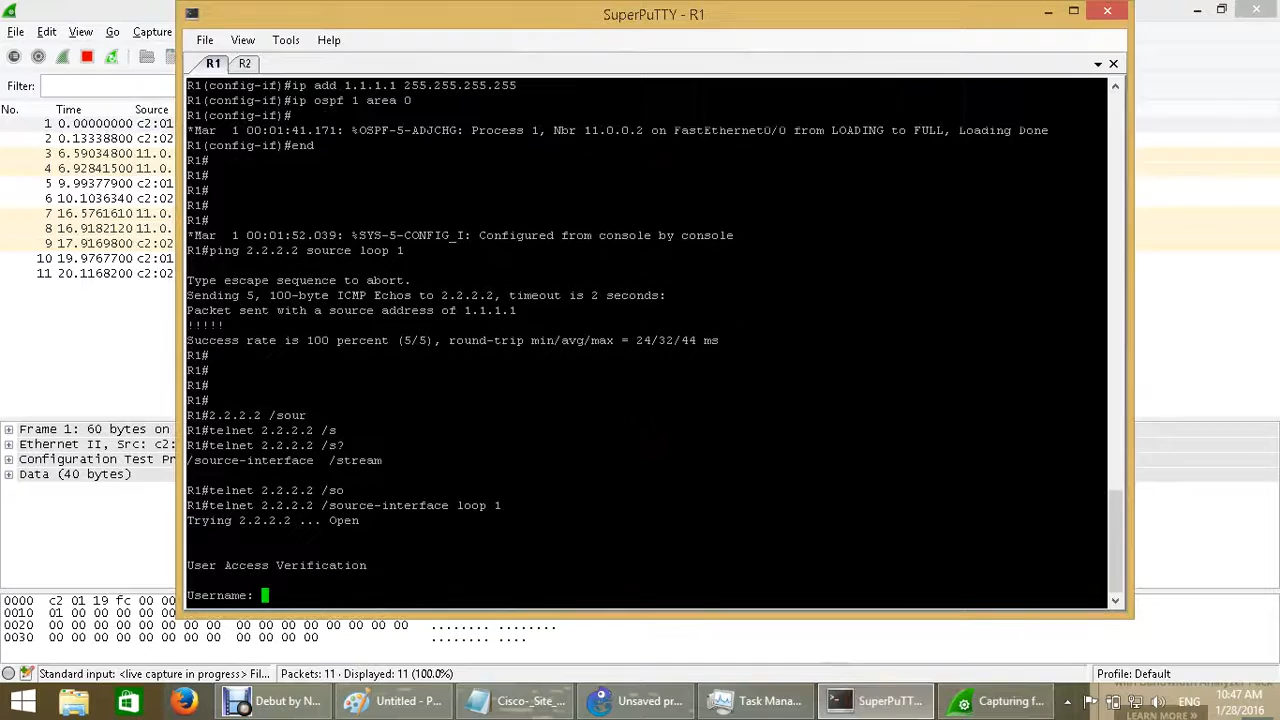 SuperPuTTY - R1
File Edit View Go Capture
File View Tools Help
R1 R2
Filter:
No. Time Source
1 0.00000000 c2:01
2 0.13338800 c2:02
3 6.59034800 11.0.
4 6.92841500 11.0.
5 9.99377900 c2:01
6 10.1036340 c2:02
7 16.5761610 11.0.
8 16.9182120 11.0.
9 17.9169800 c2:02
10 19.9767700 c2:01
11 20.1168200 c2:02
R1(config-if)#ip add 1.1.1.1 255.255.255.255
R1(config-if)#ip ospf 1 area 0
R1(config-if)#
*Mar  1 00:01:41.171: %OSPF-5-ADJCHG: Process 1, Nbr 11.0.0.2 on FastEthernet0/0 from LOADING to FULL, Loading Done
R1(config-if)#end
R1#
R1#
R1#
R1#
R1#
*Mar  1 00:01:52.039: %SYS-5-CONFIG_I: Configured from console by console
R1#ping 2.2.2.2 source loop 1
Type escape sequence to abort.
Sending 5, 100-byte ICMP Echos to 2.2.2.2, timeout is 2 seconds:
Packet sent with a source address of 1.1.1.1
!!!!!
Success rate is 100 percent (5/5), round-trip min/avg/max = 24/32/44 ms
R1#
R1#
R1#
R1#
R1#2.2.2.2 /sour
R1#telnet 2.2.2.2 /s
R1#telnet 2.2.2.2 /s?
/source-interface  /stream
R1#telnet 2.2.2.2 /so
R1#telnet 2.2.2.2 /source-interface loop 1
Trying 2.2.2.2 ... Open
User Access Verification
Username:
Frame 1: 60 bytes on
Ethernet II, Src: c2:
Configuration Test Pr
Data (40 bytes)
0000 c2 01 19 fc 00 00
0010 01 00 00 00 00 00
0020 00 00 00 00 00 00 00 00 00 00 00 00 00 00 ........ ........
0030 00 00 00 00 00 00 00 00 00 00 00 00 ........ ....
Standard input: <live capture in progress> Fil... Packets: 11 · Displayed: 11 (100.0%) Profile: Default
Debut by N... Untitled - P... Cisco-_Site_... Unsaved pr... Task Mana... SuperPuTT... Capturing f... ENG 10:47 AM
1/28/2016
LEARN MORE »